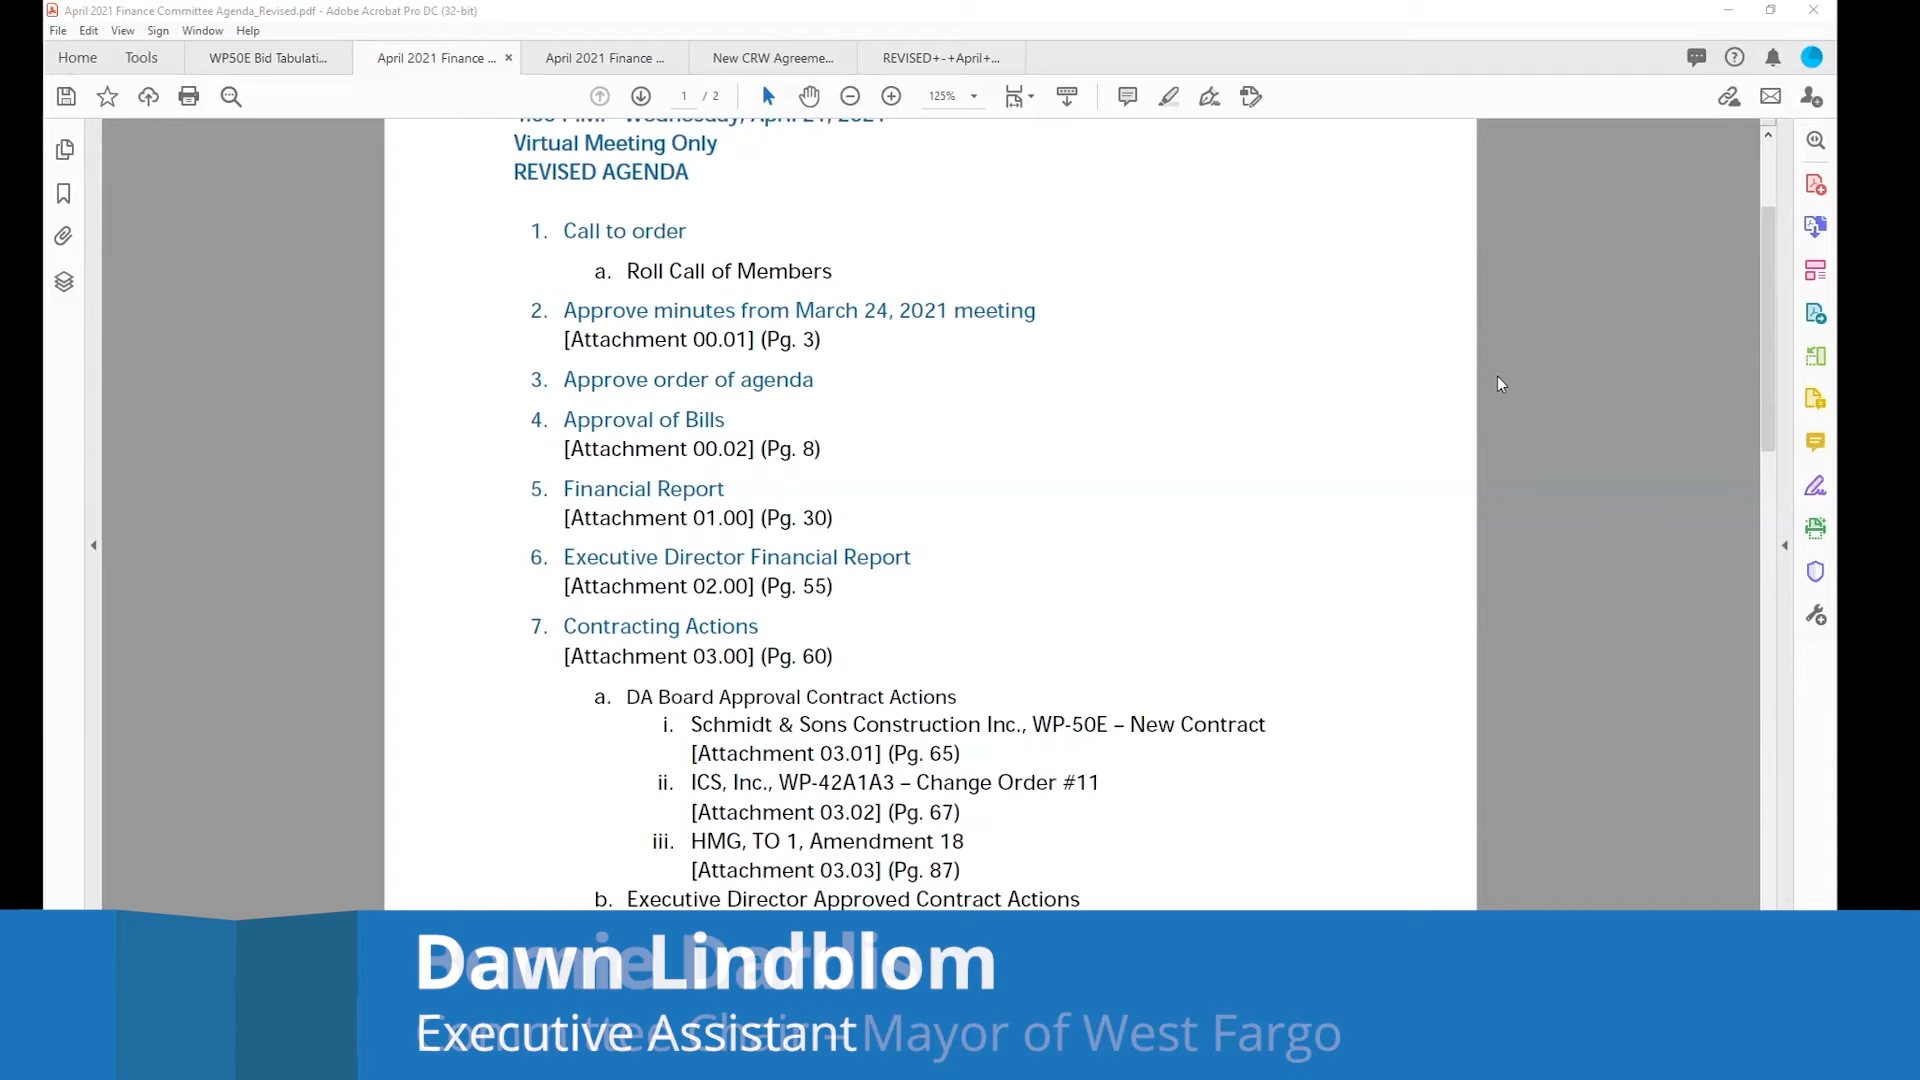 April 2021 Finance Committee Agenda_Revised.pdf - Adobe Acrobat Pro DC (32-bit)
File Edit View Sign Window Help
Home Tools WP50E Bid Tabulati... April 2021 Finance ... × April 2021 Finance ... New CRW Agreeme... REVISED+-+April+...
1 / 2 125%
Wednesday, April 21, 2021
Virtual Meeting Only
REVISED AGENDA
1. Call to order
a. Roll Call of Members
2. Approve minutes from March 24, 2021 meeting
[Attachment 00.01] (Pg. 3)
3. Approve order of agenda
4. Approval of Bills
[Attachment 00.02] (Pg. 8)
5. Financial Report
[Attachment 01.00] (Pg. 30)
6. Executive Director Financial Report
[Attachment 02.00] (Pg. 55)
7. Contracting Actions
[Attachment 03.00] (Pg. 60)
a. DA Board Approval Contract Actions
i. Schmidt & Sons Construction Inc., WP-50E – New Contract
[Attachment 03.01] (Pg. 65)
ii. ICS, Inc., WP-42A1A3 – Change Order #11
[Attachment 03.02] (Pg. 67)
iii. HMG, TO 1, Amendment 18
[Attachment 03.03] (Pg. 87)
b. Executive Director Approved Contract Actions
Dawn Lindblom
Executive Assistant
Committee Chair – Mayor of West Fargo